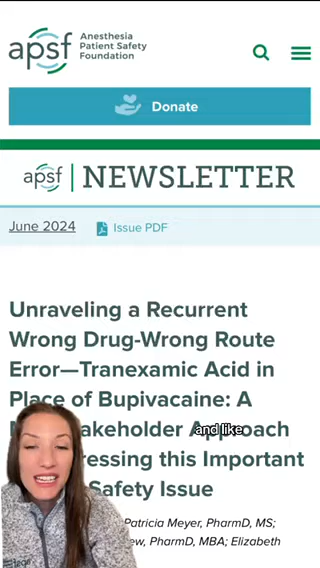 apsf
Anesthesia
Patient Safety
Foundation
Donate
apsf NEWSLETTER
June 2024
Issue PDF
Unraveling a Recurrent
Wrong Drug-Wrong Route
Error—Tranexamic Acid in
Place of Bupivacaine: A
Approach
and like
ressing this Important
Safety Issue
Patricia Meyer, PharmD, MS;
PharmD, MBA; Elizabeth